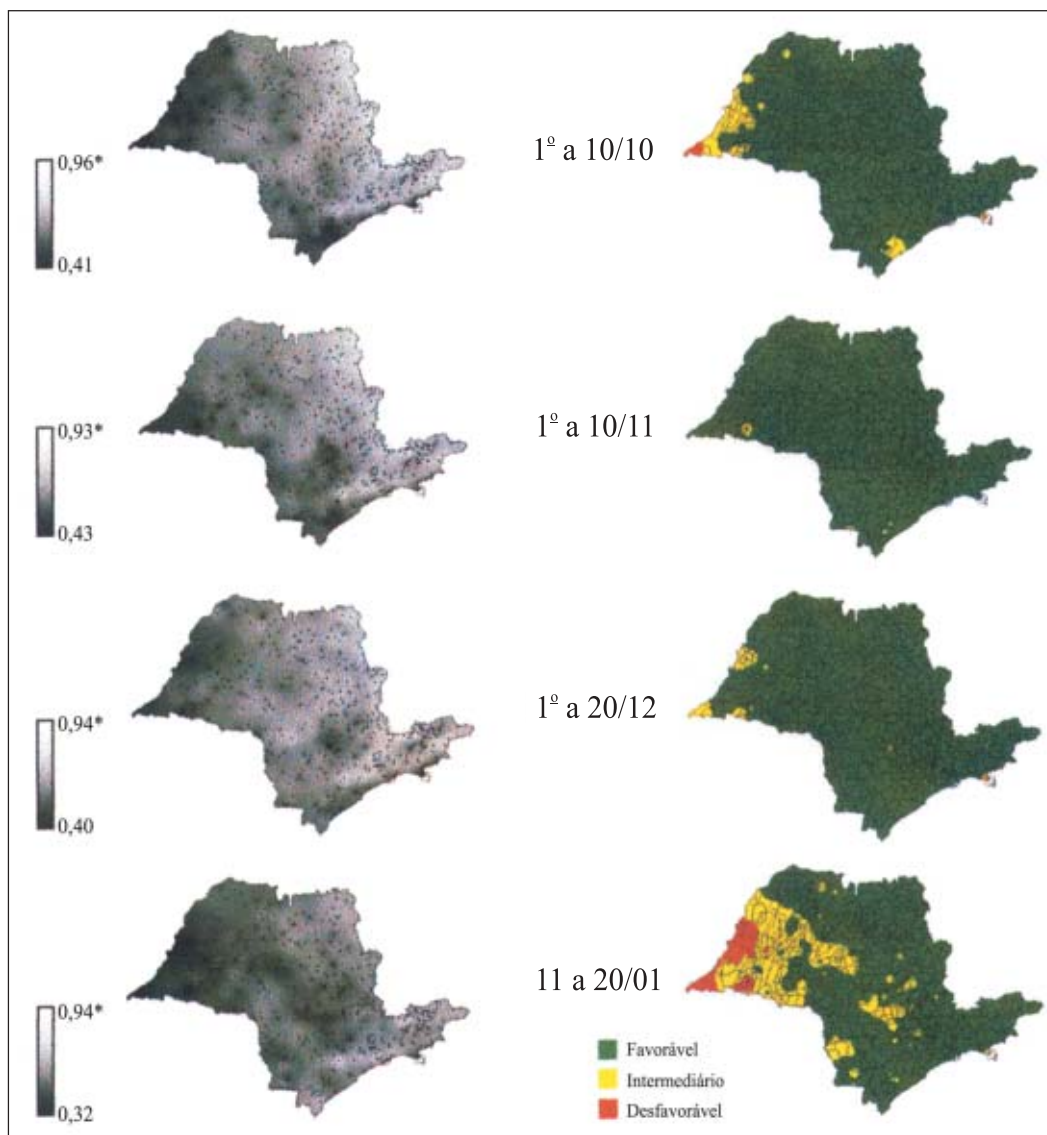 0,96*
1º a 10/10
0,41
0,93*
1º a 10/11
0,43
0,94*
1º a 20/12
0,40
0,94*
11 a 20/01
0,32
Favorável
Intermediário
Desfavorável